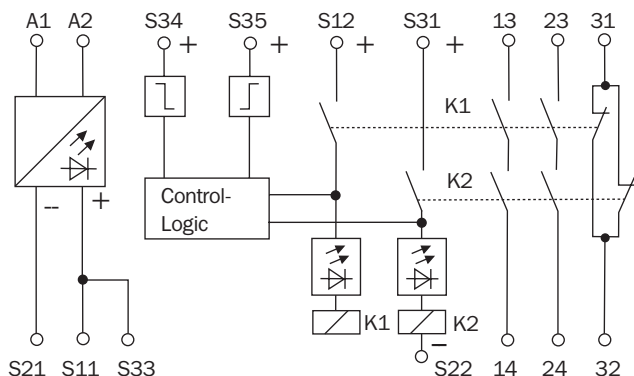 A1 A2 S34 S35 S12 S31 13 23 31
+ + + +
K1
K2
Control-
Logic
-- +
K1 K2
–
S21 S11 S33 S22 14 24 32